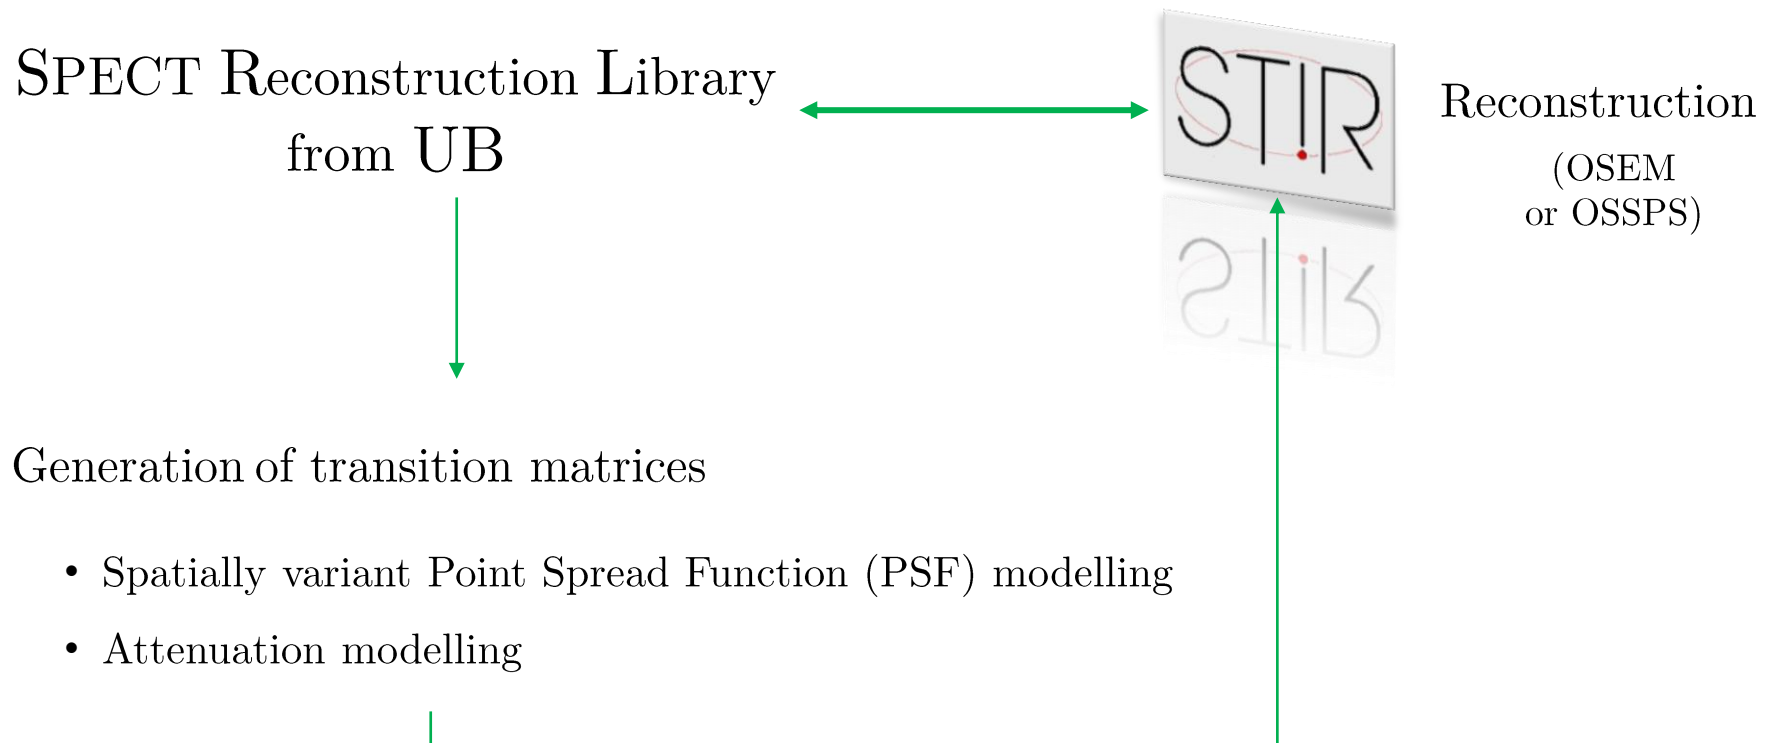 SPECT Reconstruction Library
from UB
STIR
Reconstruction
(OSEM
or OSSPS)
Generation of transition matrices
• Spatially variant Point Spread Function (PSF) modelling
• Attenuation modelling